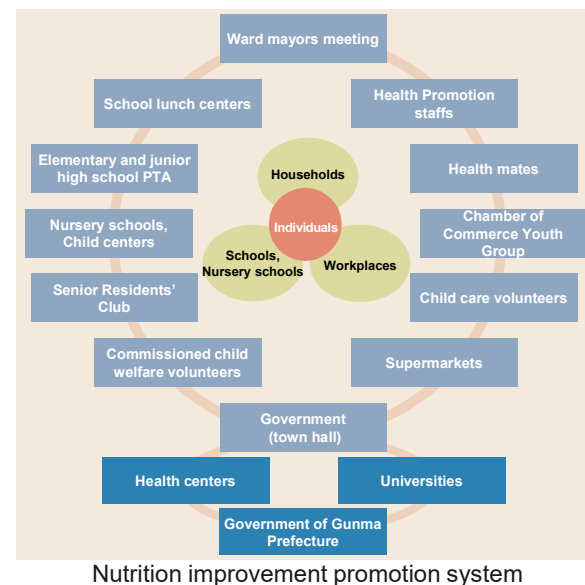 Ward mayors meeting
School lunch centers
Health Promotion
staffs
Elementary and junior
high school PTA
Households
Health mates
Individuals
Nursery schools,
Child centers
Chamber of
Commerce Youth
Group
Schools,
Nursery schools
Workplaces
Senior Residents’
Club
Child care volunteers
Commissioned child
welfare volunteers
Supermarkets
Government
(town hall)
Health centers
Universities
Government of Gunma
Prefecture
Nutrition improvement promotion system